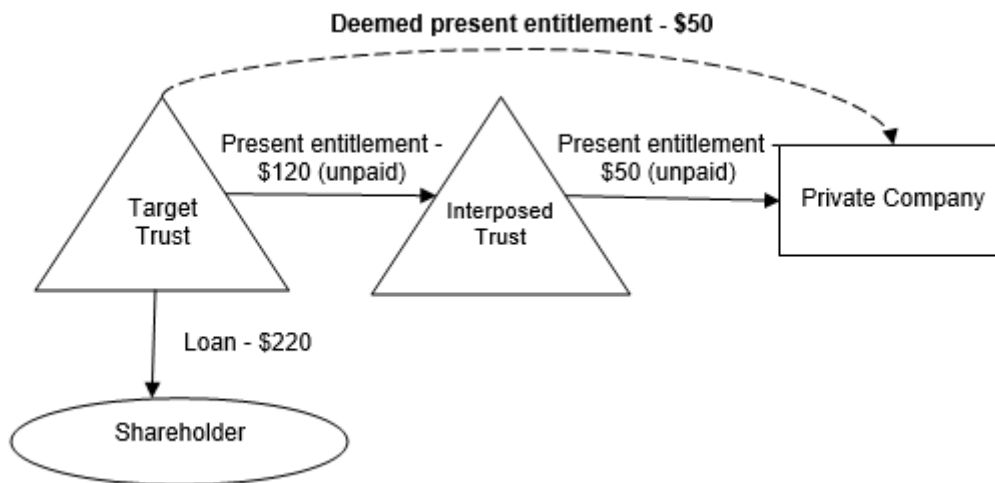 Deemed present entitlement - $50
Present entitlement -
$120 (unpaid)
Present entitlement -
$50 (unpaid)
Target
Trust
Interposed
Trust
Private Company
Loan - $220
Shareholder